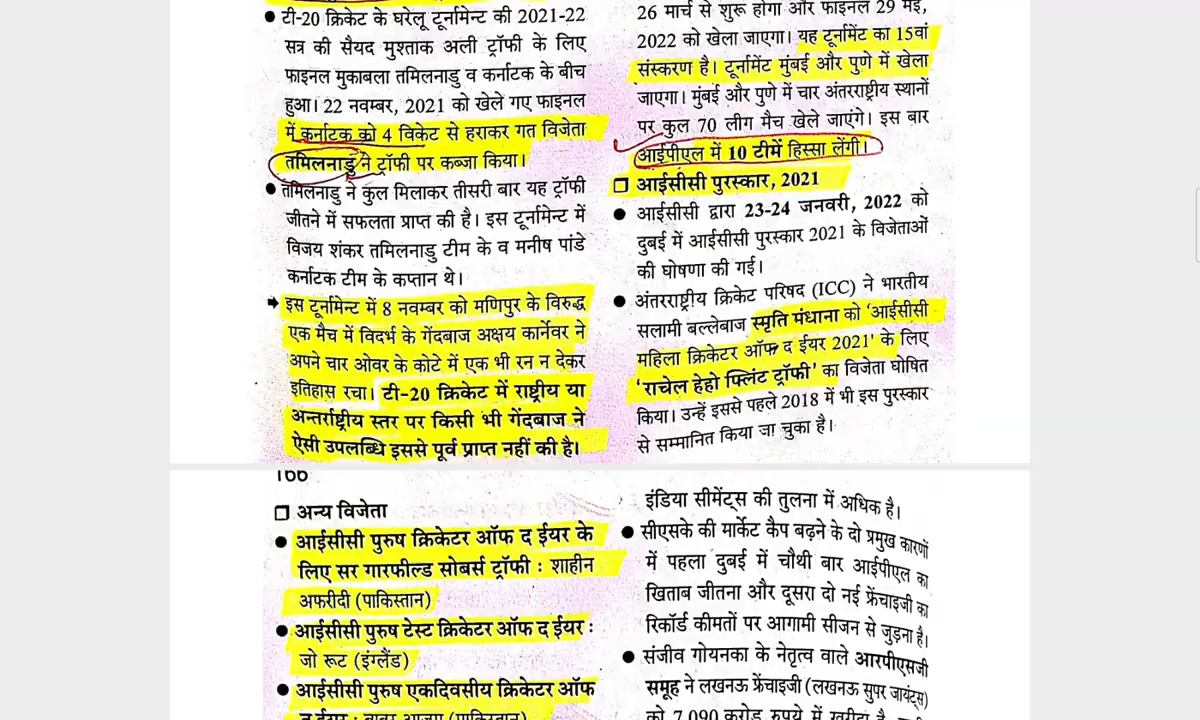 ● टी-20 क्रिकेट के घरेलू टूर्नामेन्ट की 2021-22
सत्र की सैयद मुश्ताक अली ट्रॉफी के लिए
फाइनल मुकाबला तमिलनाडु व कर्नाटक के बीच
हुआ। 22 नवम्बर, 2021 को खेले गए फाइनल
में कर्नाटक को 4 विकेट से हराकर गत विजेता
तमिलनाडु ने ट्रॉफी पर कब्जा किया।
● तमिलनाडु ने कुल मिलाकर तीसरी बार यह ट्रॉफी
जीतने में सफलता प्राप्त की है। इस टूर्नामेन्ट में
विजय शंकर तमिलनाडु टीम के व मनीष पांडे
कर्नाटक टीम के कप्तान थे।
➡ इस टूर्नामेन्ट में 8 नवम्बर को मणिपुर के विरुद्ध
एक मैच में विदर्भ के गेंदबाज अक्षय कार्नेवर ने
अपने चार ओवर के कोटे में एक भी रन न देकर
इतिहास रचा। टी-20 क्रिकेट में राष्ट्रीय या
अन्तर्राष्ट्रीय स्तर पर किसी भी गेंदबाज ने
ऐसी उपलब्धि इससे पूर्व प्राप्त नहीं की है।
26 मार्च से शुरू होगा और फाइनल 29 मई,
2022 को खेला जाएगा। यह टूर्नामेंट का 15वां
संस्करण है। टूर्नामेंट मुंबई और पुणे में खेला
जाएगा। मुंबई और पुणे में चार अंतरराष्ट्रीय स्थानों
पर कुल 70 लीग मैच खेले जाएंगे। इस बार
आईपीएल में 10 टीमें हिस्सा लेंगी।
❑ आईसीसी पुरस्कार, 2021
● आईसीसी द्वारा 23-24 जनवरी, 2022 को
दुबई में आईसीसी पुरस्कार 2021 के विजेताओं
की घोषणा की गई।
● अंतरराष्ट्रीय क्रिकेट परिषद (ICC) ने भारतीय
सलामी बल्लेबाज स्मृति मंधाना को 'आईसीसी
महिला क्रिकेटर ऑफ द ईयर 2021' के लिए
'राचेल हेहो फ्लिंट ट्रॉफी' का विजेता घोषित
किया। उन्हें इससे पहले 2018 में भी इस पुरस्कार
से सम्मानित किया जा चुका है।
166
❑ अन्य विजेता
● आईसीसी पुरुष क्रिकेटर ऑफ द ईयर के
लिए सर गारफील्ड सोबर्स ट्रॉफी : शाहीन
अफरीदी (पाकिस्तान)
● आईसीसी पुरुष टेस्ट क्रिकेटर ऑफ द ईयर :
जो रूट (इंग्लैंड)
● आईसीसी पुरुष एकदिवसीय क्रिकेटर ऑफ
द ईयर : बाबर आजम (पाकिस्तान)
इंडिया सीमेंट्स की तुलना में अधिक है।
● सीएसके की मार्केट कैप बढ़ने के दो प्रमुख कारणों
में पहला दुबई में चौथी बार आईपीएल का
खिताब जीतना और दूसरा दो नई फ्रेंचाइजी का
रिकॉर्ड कीमतों पर आगामी सीजन से जुड़ना है।
● संजीव गोयनका के नेतृत्व वाले आरपीएसजी
समूह ने लखनऊ फ्रेंचाइजी (लखनऊ सुपर जायंट्स)
को 7,090 करोड़ रुपये में खरीदा है